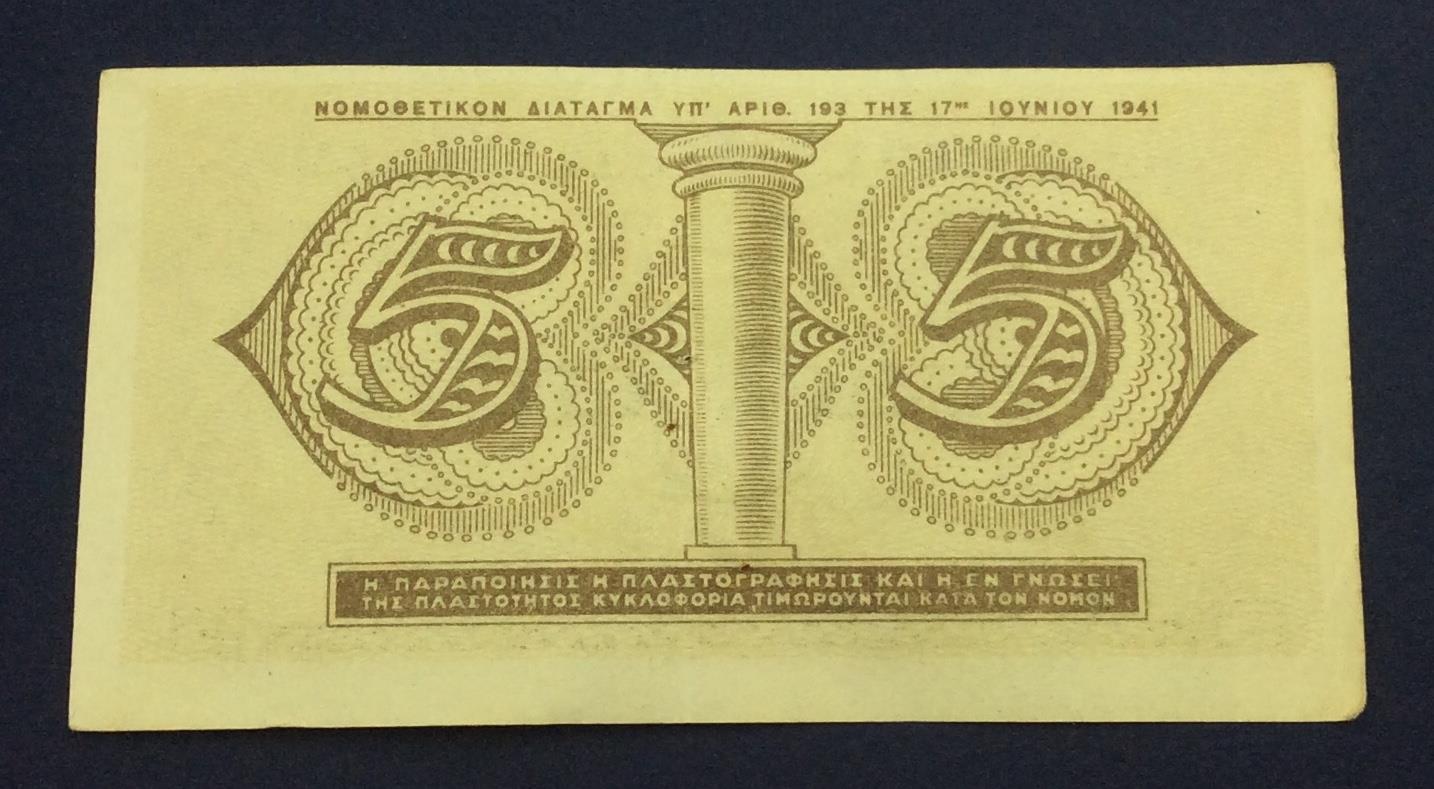 ΝΟΜΟΘΕΤΙΚΟΝ ΔΙΑΤΑΓΜΑ ΥΠ' ΑΡΙΘ. 193 ΤΗΣ 17ΗΣ ΙΟΥΝΙΟΥ 1941
5 5
Η ΠΑΡΑΠΟΙΗΣΙΣ Η ΠΛΑΣΤΟΓΡΑΦΗΣΙΣ ΚΑΙ Η ΕΝ ΓΝΩΣΕΙ
ΤΗΣ ΠΛΑΣΤΟΤΗΤΟΣ ΚΥΚΛΟΦΟΡΙΑ ΤΙΜΩΡΟΥΝΤΑΙ ΚΑΤΑ ΤΟΝ ΝΟΜΟΝ